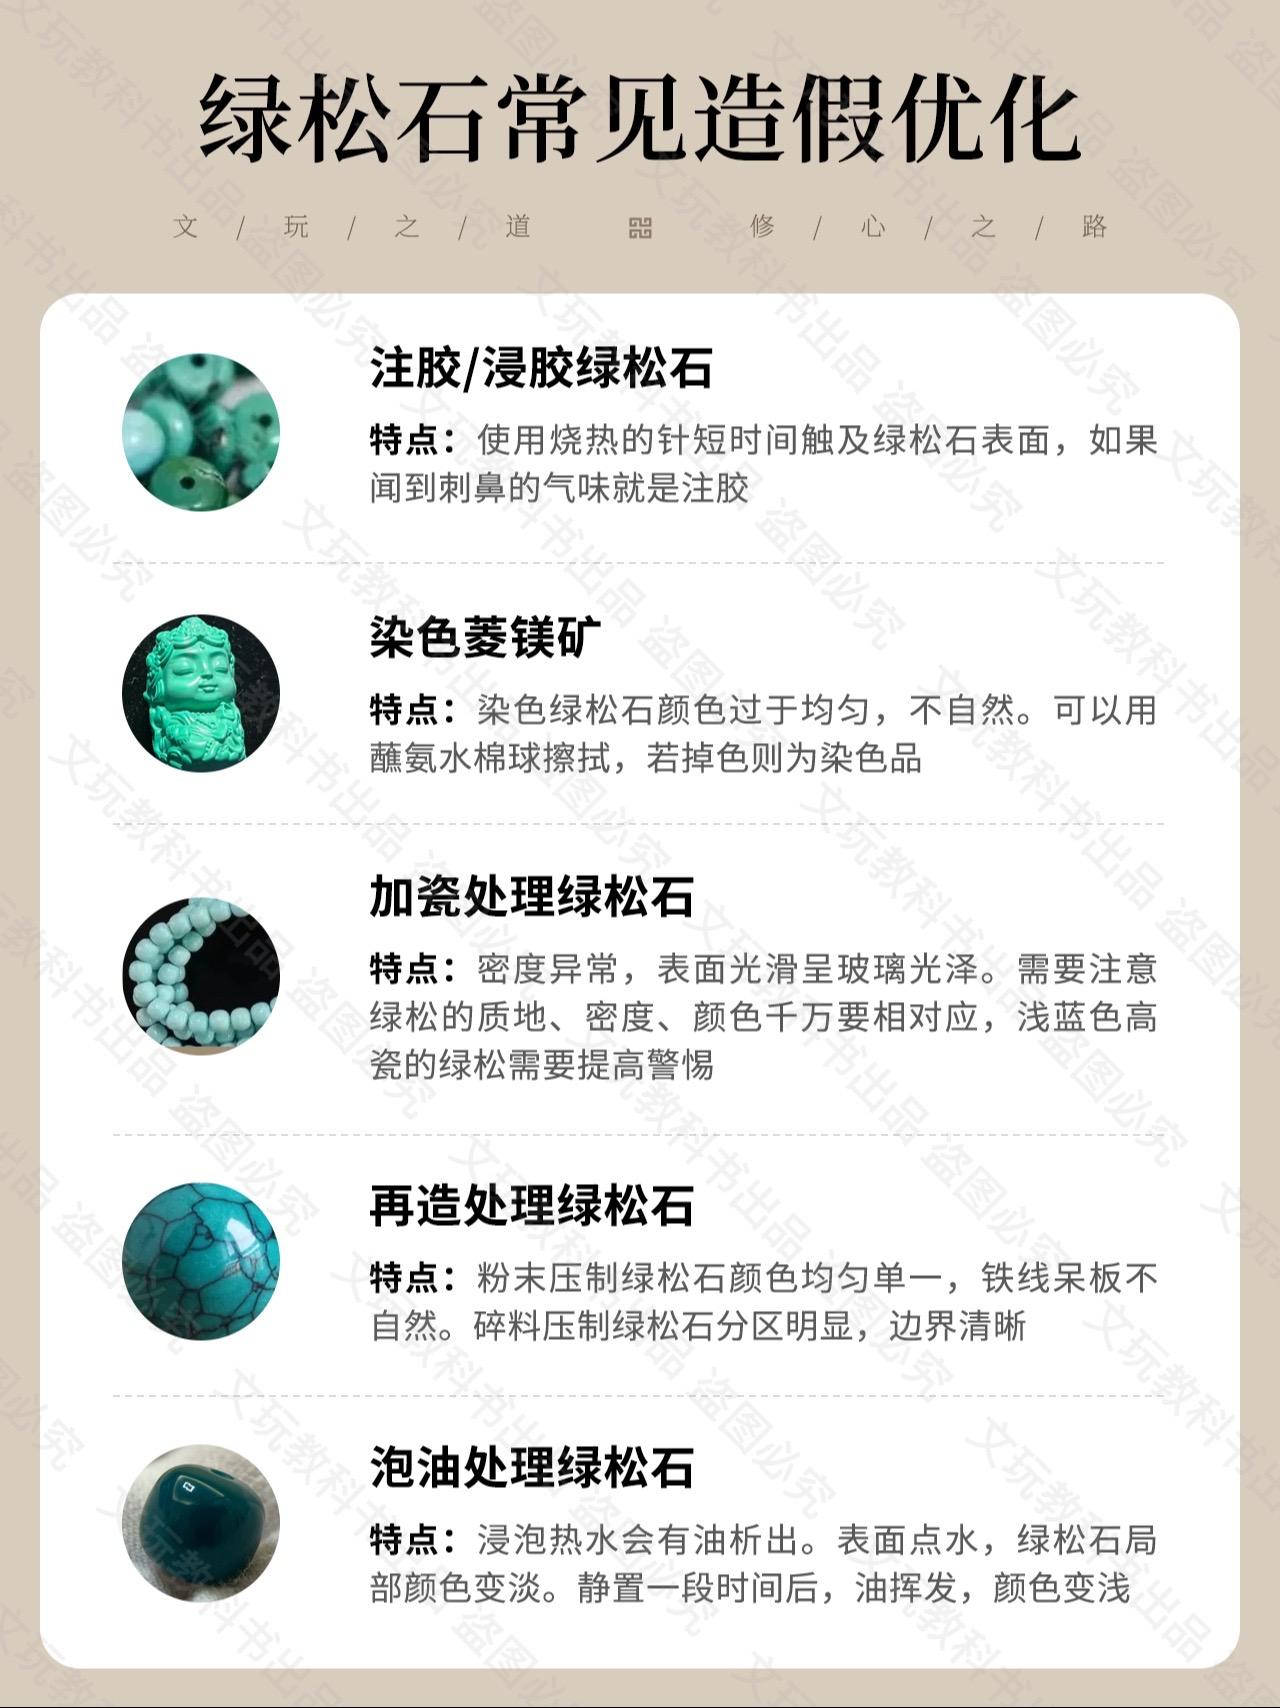 绿松石常见造假优化
文 / 玩 / 之 / 道 修 / 心 / 之 / 路
注胶/浸胶绿松石
特点：使用烧热的针短时间触及绿松石表面，如果
闻到刺鼻的气味就是注胶
染色菱镁矿
特点：染色绿松石颜色过于均匀，不自然。可以用
蘸氨水棉球擦拭，若掉色则为染色品
加瓷处理绿松石
特点：密度异常，表面光滑呈玻璃光泽。需要注意
绿松的质地、密度、颜色千万要相对应，浅蓝色高
瓷的绿松需要提高警惕
再造处理绿松石
特点：粉末压制绿松石颜色均匀单一，铁线呆板不
自然。碎料压制绿松石分区明显，边界清晰
泡油处理绿松石
特点：浸泡热水会有油析出。表面点水，绿松石局
部颜色变淡。静置一段时间后，油挥发，颜色变浅
文玩教科书出品 盗图必究